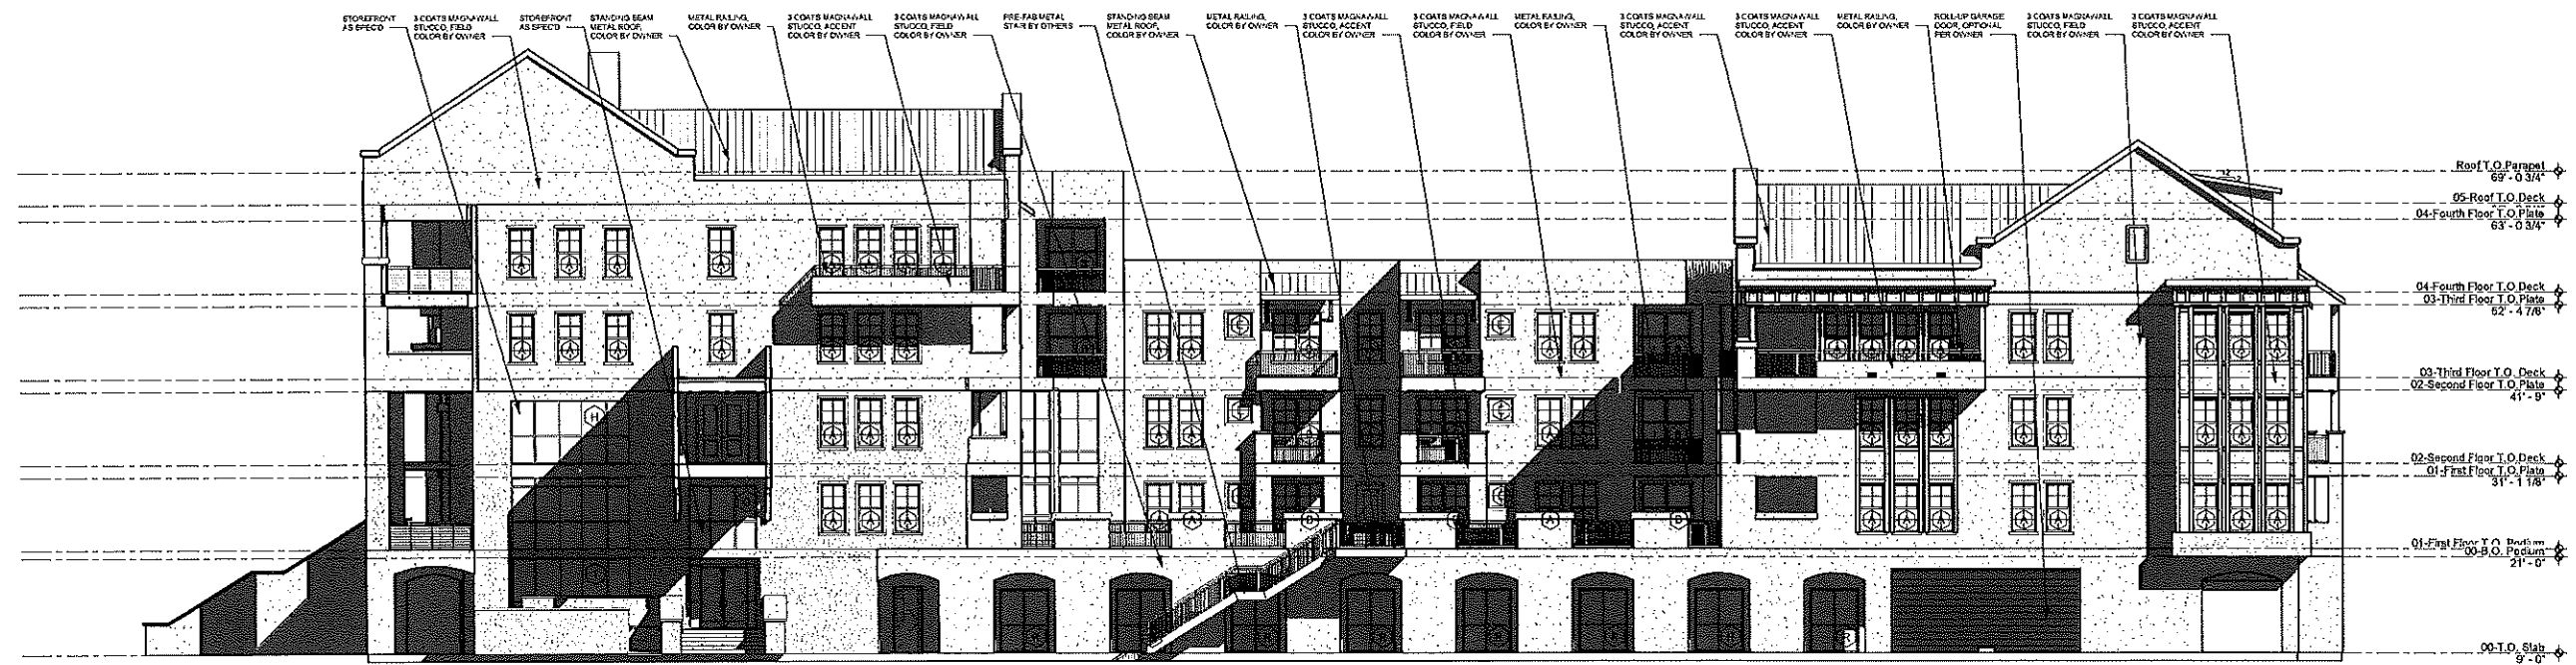 STOREFRONT
AS SPEC'D
3 COATS MAGNAWALL
STUCCO, FIELD
COLOR BY OWNER
STOREFRONT
AS SPEC'D
STANDING SEAM
METAL ROOF,
COLOR BY OWNER
METAL RAILING,
COLOR BY OWNER
3 COATS MAGNAWALL
STUCCO, ACCENT
COLOR BY OWNER
3 COATS MAGNAWALL
STUCCO, FIELD
COLOR BY OWNER
PRE-FAB METAL
STAIR BY OTHERS
STANDING SEAM
METAL ROOF,
COLOR BY OWNER
METAL RAILING,
COLOR BY OWNER
3 COATS MAGNAWALL
STUCCO, ACCENT
COLOR BY OWNER
3 COATS MAGNAWALL
STUCCO, FIELD
COLOR BY OWNER
METAL RAILING,
COLOR BY OWNER
3 COATS MAGNAWALL
STUCCO, ACCENT
COLOR BY OWNER
3 COATS MAGNAWALL
STUCCO, ACCENT
COLOR BY OWNER
METAL RAILING,
COLOR BY OWNER
ROLL-UP GARAGE
DOOR, OPTIONAL
PER OWNER
3 COATS MAGNAWALL
STUCCO, FIELD
COLOR BY OWNER
3 COATS MAGNAWALL
STUCCO, ACCENT
COLOR BY OWNER
Roof T.O.Parapet
69' - 0 3/4"
05-Roof T.O.Deck
04-Fourth Floor T.O.Plate
63' - 0 3/4"
04-Fourth Floor T.O.Deck
03-Third Floor T.O.Plate
52' - 4 7/8"
03-Third Floor T.O. Deck
02-Second Floor T.O.Plate
41' - 9"
02-Second Floor T.O.Deck
01-First Floor T.O.Plate
31' - 1 1/8"
01-First Floor T.O. Podium
00-B.O. Podium
21' - 0"
00-T.O. Slab
9' - 0"